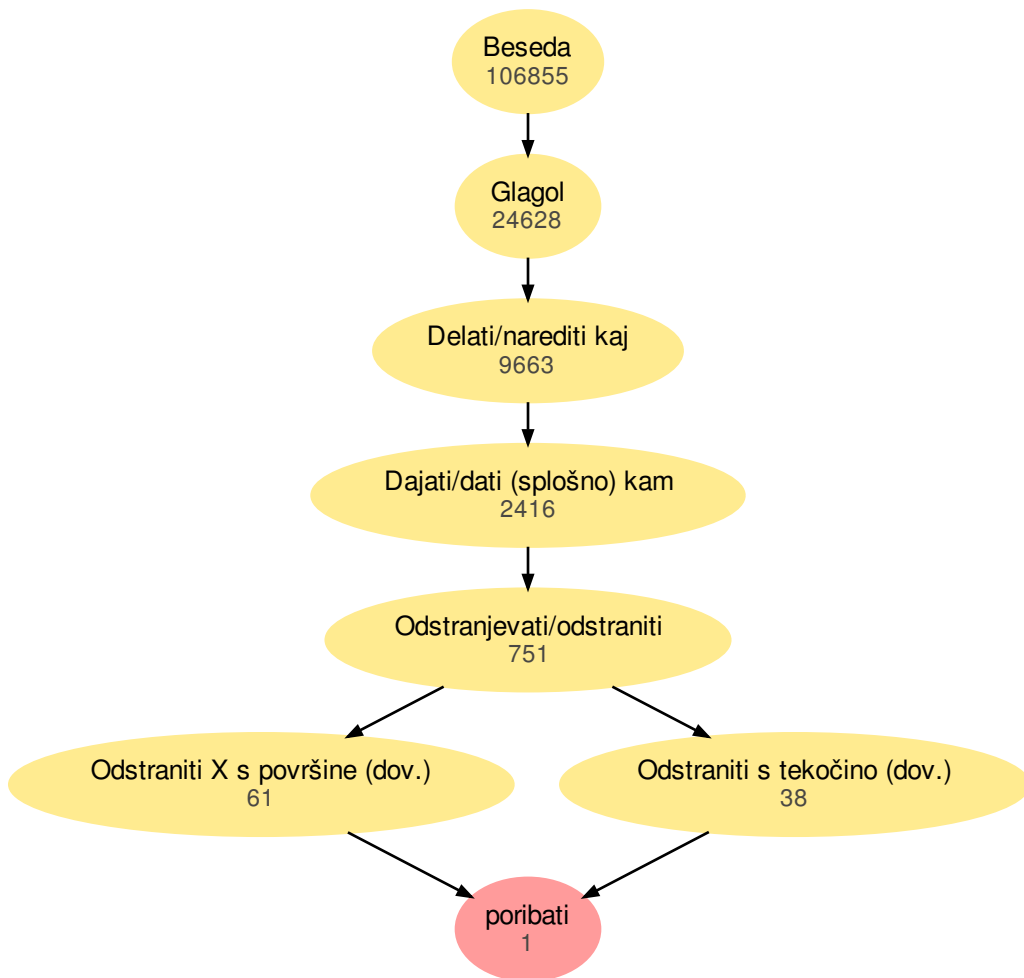 Beseda
106855
Glagol
24628
Delati/narediti kaj
9663
Dajati/dati (splošno) kam
2416
Odstranjevati/odstraniti
751
Odstraniti X s površine (dov.)
61
Odstraniti s tekočino (dov.)
38
poribati
1